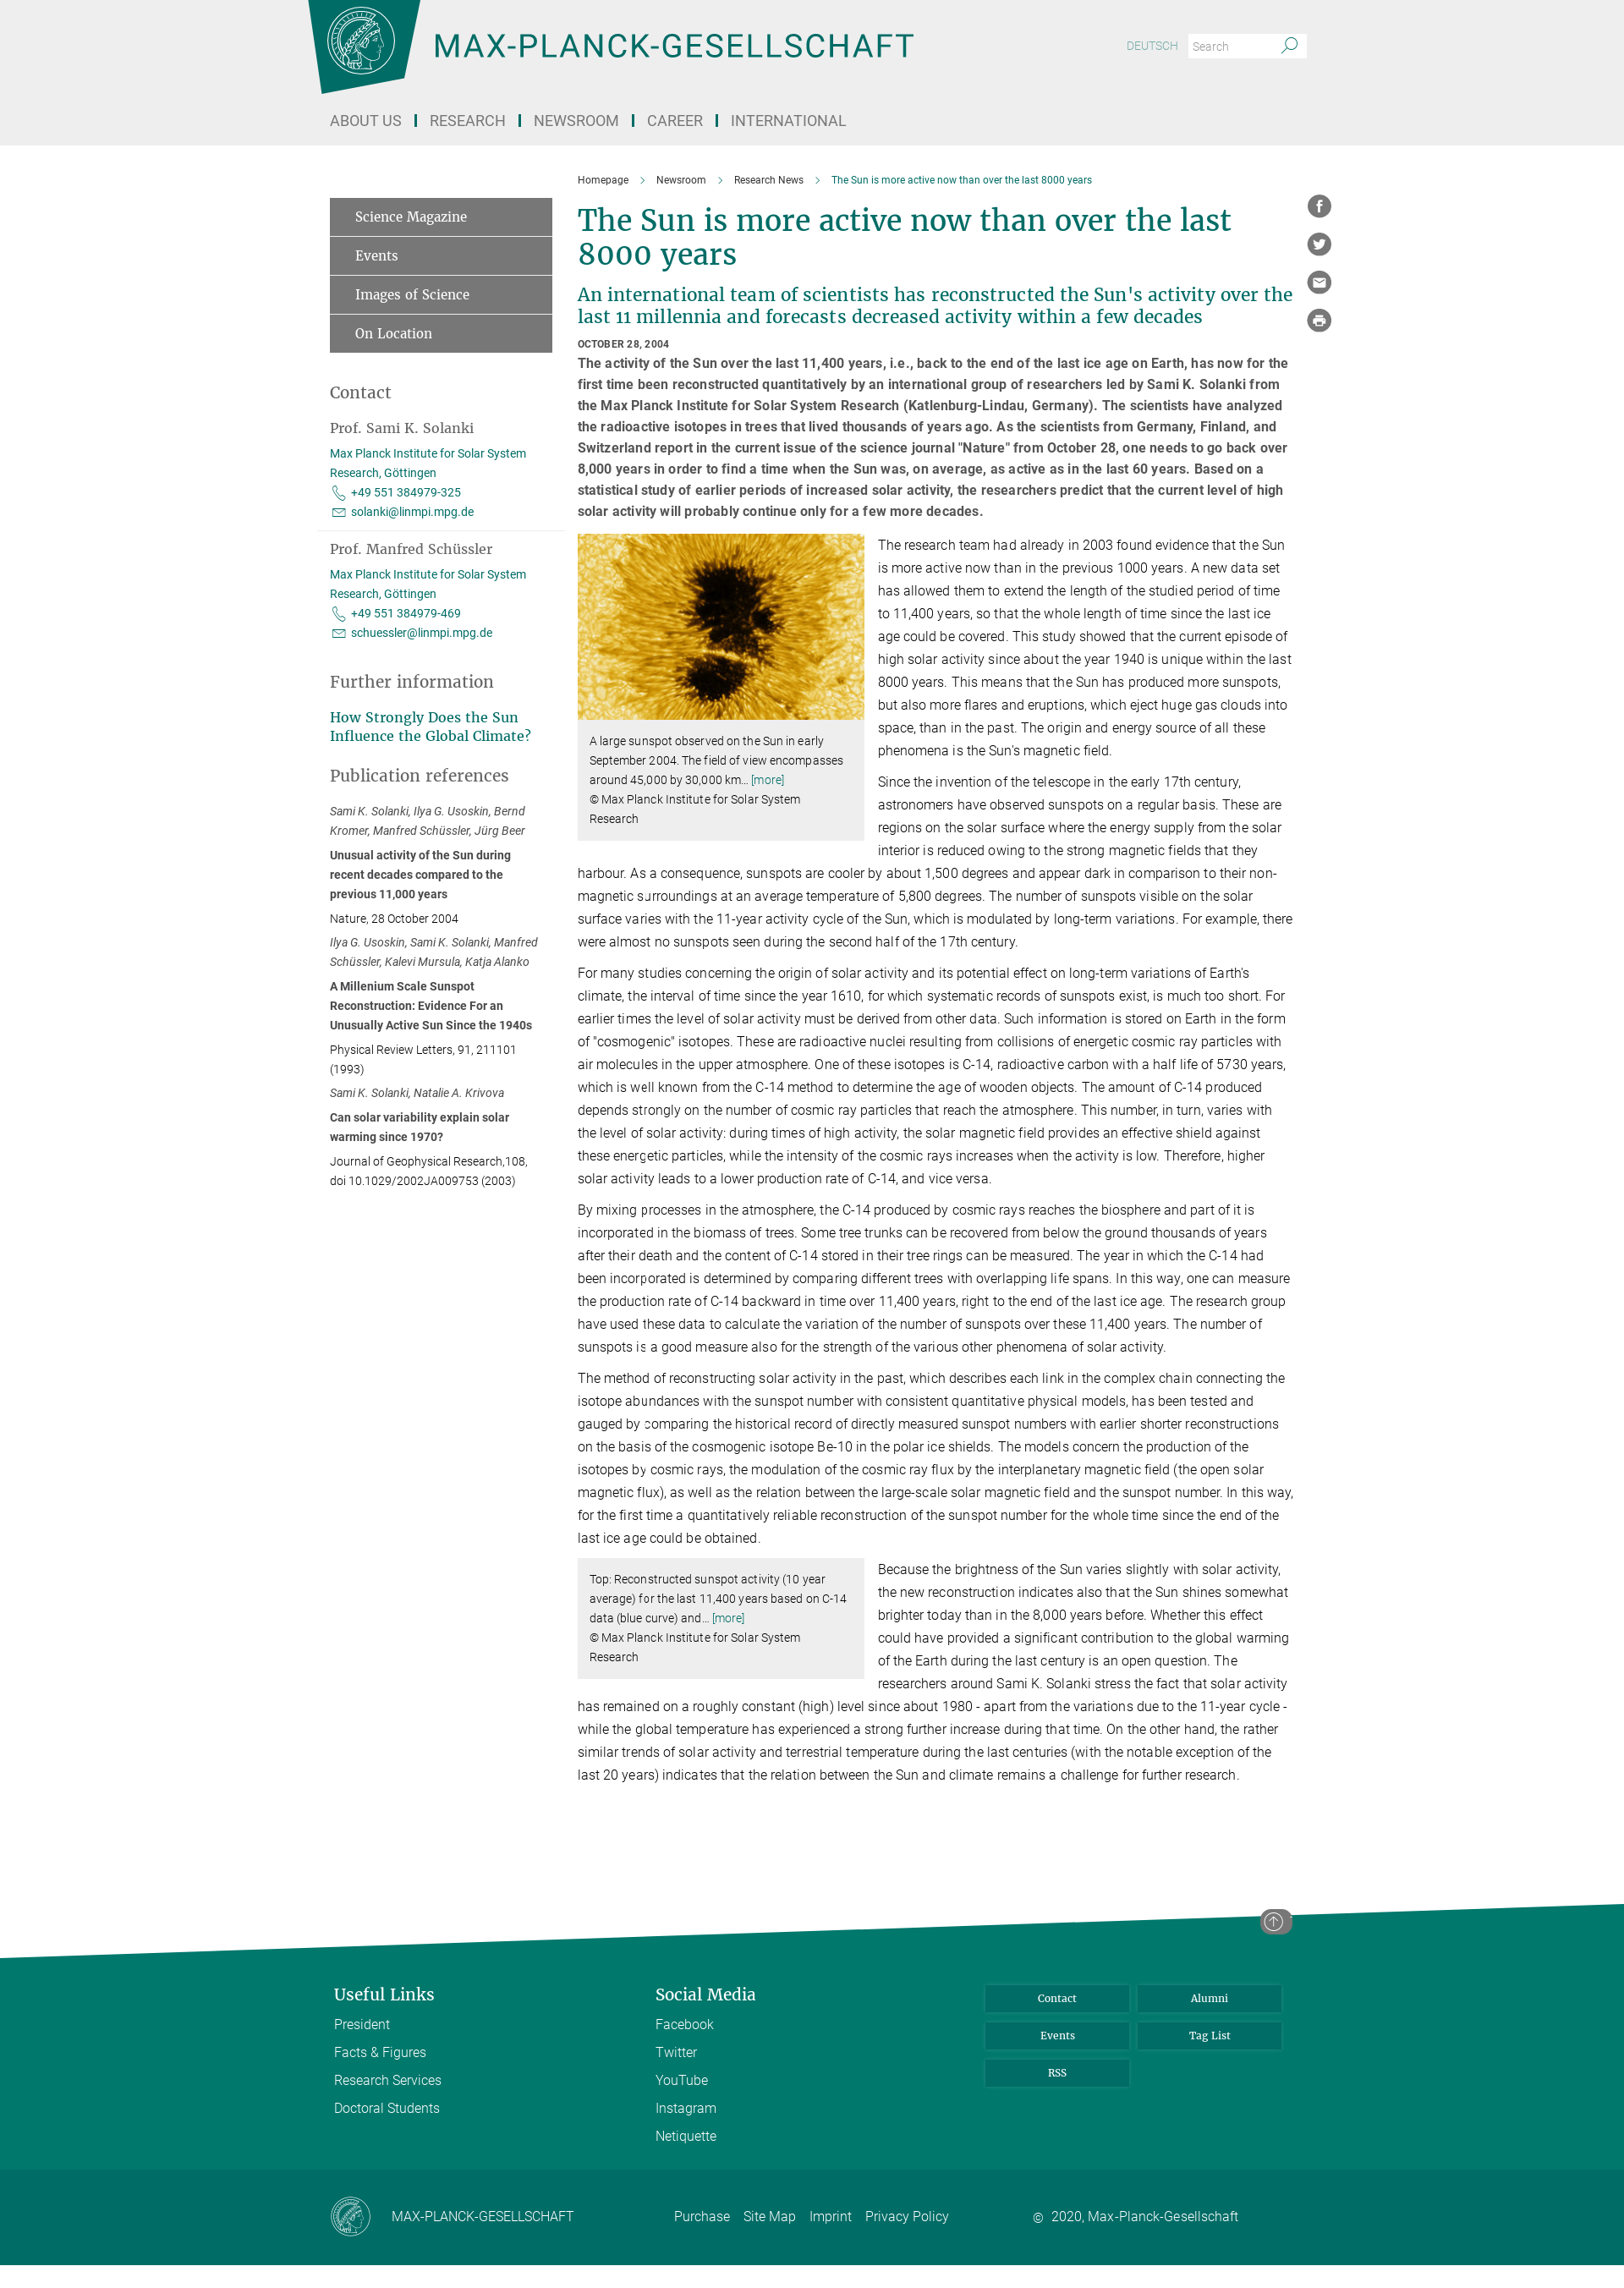 MAX-PLANCK-GESELLSCHAFT
DEUTSCH
Search
ABOUT US
RESEARCH
NEWSROOM
CAREER
INTERNATIONAL
Homepage
Newsroom
Research News
The Sun is more active now than over the last 8000 years
Science Magazine
Events
Images of Science
On Location
Contact
Prof. Sami K. Solanki
Max Planck Institute for Solar System
Research, Göttingen
+49 551 384979-325
solanki@linmpi.mpg.de
Prof. Manfred Schüssler
Max Planck Institute for Solar System
Research, Göttingen
+49 551 384979-469
schuessler@linmpi.mpg.de
Further information
How Strongly Does the Sun
Influence the Global Climate?
Publication references
Sami K. Solanki, Ilya G. Usoskin, Bernd
Kromer, Manfred Schüssler, Jürg Beer
Unusual activity of the Sun during
recent decades compared to the
previous 11,000 years
Nature, 28 October 2004
Ilya G. Usoskin, Sami K. Solanki, Manfred
Schüssler, Kalevi Mursula, Katja Alanko
A Millenium Scale Sunspot
Reconstruction: Evidence For an
Unusually Active Sun Since the 1940s
Physical Review Letters, 91, 211101
(1993)
Sami K. Solanki, Natalie A. Krivova
Can solar variability explain solar
warming since 1970?
Journal of Geophysical Research,108,
doi 10.1029/2002JA009753 (2003)
The Sun is more active now than over the last
8000 years
An international team of scientists has reconstructed the Sun's activity over the
last 11 millennia and forecasts decreased activity within a few decades
OCTOBER 28, 2004
The activity of the Sun over the last 11,400 years, i.e., back to the end of the last ice age on Earth, has now for the
first time been reconstructed quantitatively by an international group of researchers led by Sami K. Solanki from
the Max Planck Institute for Solar System Research (Katlenburg-Lindau, Germany). The scientists have analyzed
the radioactive isotopes in trees that lived thousands of years ago. As the scientists from Germany, Finland, and
Switzerland report in the current issue of the science journal "Nature" from October 28, one needs to go back over
8,000 years in order to find a time when the Sun was, on average, as active as in the last 60 years. Based on a
statistical study of earlier periods of increased solar activity, the researchers predict that the current level of high
solar activity will probably continue only for a few more decades.
A large sunspot observed on the Sun in early
September 2004. The field of view encompasses
around 45,000 by 30,000 km... [more]
© Max Planck Institute for Solar System
Research
The research team had already in 2003 found evidence that the Sun
is more active now than in the previous 1000 years. A new data set
has allowed them to extend the length of the studied period of time
to 11,400 years, so that the whole length of time since the last ice
age could be covered. This study showed that the current episode of
high solar activity since about the year 1940 is unique within the last
8000 years. This means that the Sun has produced more sunspots,
but also more flares and eruptions, which eject huge gas clouds into
space, than in the past. The origin and energy source of all these
phenomena is the Sun's magnetic field.
Since the invention of the telescope in the early 17th century,
astronomers have observed sunspots on a regular basis. These are
regions on the solar surface where the energy supply from the solar
interior is reduced owing to the strong magnetic fields that they
harbour. As a consequence, sunspots are cooler by about 1,500 degrees and appear dark in comparison to their non-
magnetic surroundings at an average temperature of 5,800 degrees. The number of sunspots visible on the solar
surface varies with the 11-year activity cycle of the Sun, which is modulated by long-term variations. For example, there
were almost no sunspots seen during the second half of the 17th century.
For many studies concerning the origin of solar activity and its potential effect on long-term variations of Earth's
climate, the interval of time since the year 1610, for which systematic records of sunspots exist, is much too short. For
earlier times the level of solar activity must be derived from other data. Such information is stored on Earth in the form
of "cosmogenic" isotopes. These are radioactive nuclei resulting from collisions of energetic cosmic ray particles with
air molecules in the upper atmosphere. One of these isotopes is C-14, radioactive carbon with a half life of 5730 years,
which is well known from the C-14 method to determine the age of wooden objects. The amount of C-14 produced
depends strongly on the number of cosmic ray particles that reach the atmosphere. This number, in turn, varies with
the level of solar activity: during times of high activity, the solar magnetic field provides an effective shield against
these energetic particles, while the intensity of the cosmic rays increases when the activity is low. Therefore, higher
solar activity leads to a lower production rate of C-14, and vice versa.
By mixing processes in the atmosphere, the C-14 produced by cosmic rays reaches the biosphere and part of it is
incorporated in the biomass of trees. Some tree trunks can be recovered from below the ground thousands of years
after their death and the content of C-14 stored in their tree rings can be measured. The year in which the C-14 had
been incorporated is determined by comparing different trees with overlapping life spans. In this way, one can measure
the production rate of C-14 backward in time over 11,400 years, right to the end of the last ice age. The research group
have used these data to calculate the variation of the number of sunspots over these 11,400 years. The number of
sunspots is a good measure also for the strength of the various other phenomena of solar activity.
The method of reconstructing solar activity in the past, which describes each link in the complex chain connecting the
isotope abundances with the sunspot number with consistent quantitative physical models, has been tested and
gauged by comparing the historical record of directly measured sunspot numbers with earlier shorter reconstructions
on the basis of the cosmogenic isotope Be-10 in the polar ice shields. The models concern the production of the
isotopes by cosmic rays, the modulation of the cosmic ray flux by the interplanetary magnetic field (the open solar
magnetic flux), as well as the relation between the large-scale solar magnetic field and the sunspot number. In this way,
for the first time a quantitatively reliable reconstruction of the sunspot number for the whole time since the end of the
last ice age could be obtained.
Top: Reconstructed sunspot activity (10 year
average) for the last 11,400 years based on C-14
data (blue curve) and... [more]
© Max Planck Institute for Solar System
Research
Because the brightness of the Sun varies slightly with solar activity,
the new reconstruction indicates also that the Sun shines somewhat
brighter today than in the 8,000 years before. Whether this effect
could have provided a significant contribution to the global warming
of the Earth during the last century is an open question. The
researchers around Sami K. Solanki stress the fact that solar activity
has remained on a roughly constant (high) level since about 1980 - apart from the variations due to the 11-year cycle -
while the global temperature has experienced a strong further increase during that time. On the other hand, the rather
similar trends of solar activity and terrestrial temperature during the last centuries (with the notable exception of the
last 20 years) indicates that the relation between the Sun and climate remains a challenge for further research.
Useful Links
President
Facts & Figures
Research Services
Doctoral Students
Social Media
Facebook
Twitter
YouTube
Instagram
Netiquette
Contact
Alumni
Events
Tag List
RSS
MAX-PLANCK-GESELLSCHAFT
Purchase
Site Map
Imprint
Privacy Policy
© 2020, Max-Planck-Gesellschaft